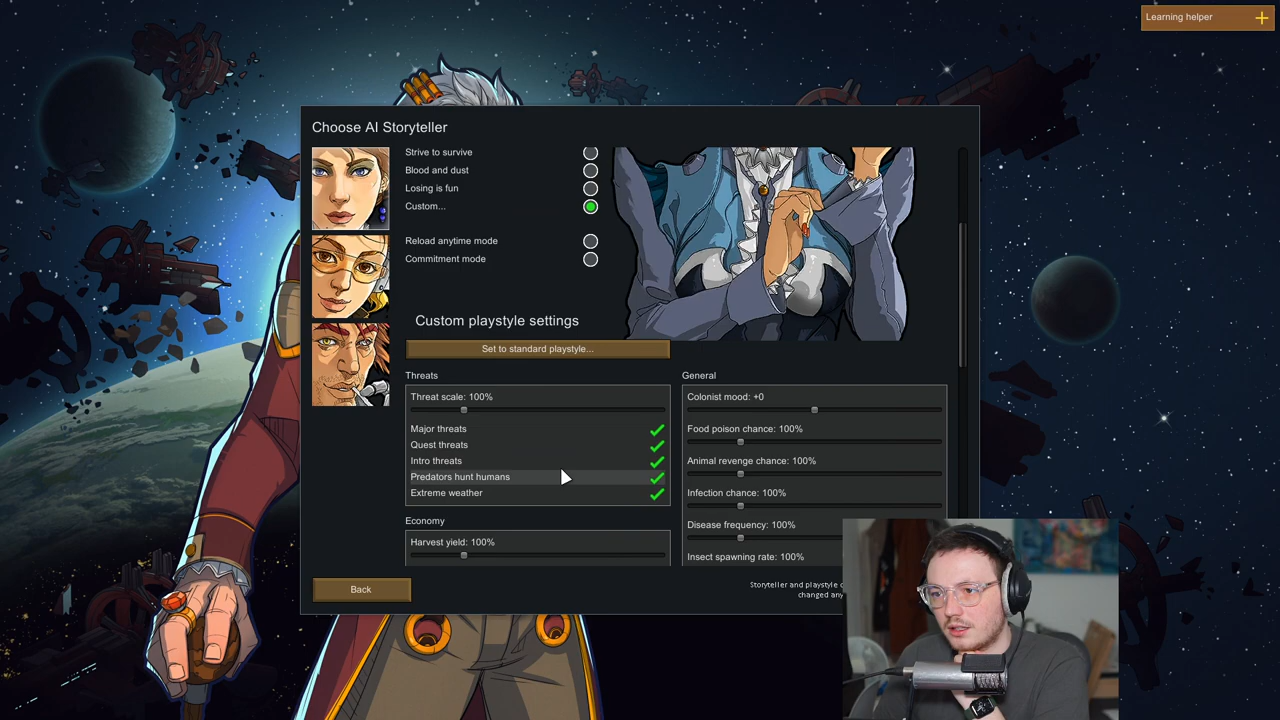 Learning helper
Choose AI Storyteller
Strive to survive
Blood and dust
Losing is fun
Custom...
Reload anytime mode
Commitment mode
Custom playstyle settings
Set to standard playstyle...
Threats
Threat scale: 100%
Major threats
Quest threats
Intro threats
Predators hunt humans
Extreme weather
Economy
Harvest yield: 100%
General
Colonist mood: +0
Food poison chance: 100%
Animal revenge chance: 100%
Infection chance: 100%
Disease frequency: 100%
Insect spawning rate: 100%
Back
Storyteller and playstyle
changed